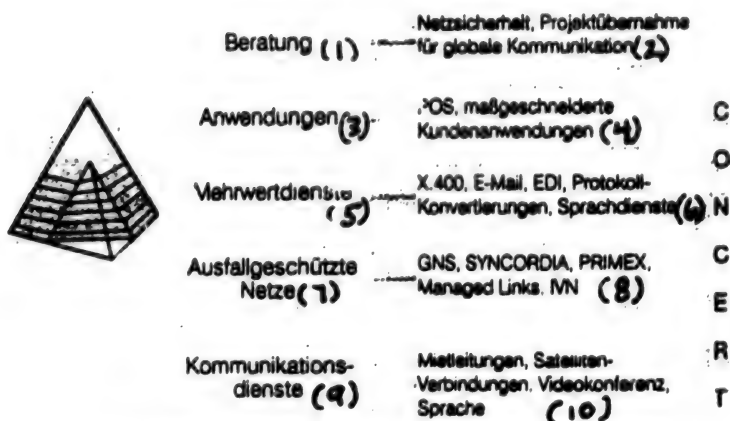 Beratung (1)
Netzsicherheit, Projektübernahme
für globale Kommunikation (2)
Anwendungen (3)
POS, maßgeschneiderte
Kundenanwendungen (4)
Mehrwertdienste
(5)
X.400, E-Mail, EDI, Protokoll-
Konvertierungen, Sprachdienste (6)
Ausfallgeschützte
Netze (7)
GNS, SYNCORDIA, PRIMEX,
Managed Links, IVN (8)
Kommunikations-
dienste (9)
Mietleitungen, Satelliten-
Verbindungen, Videokonferenz,
Sprache (10)
C
O
N
C
E
R
T